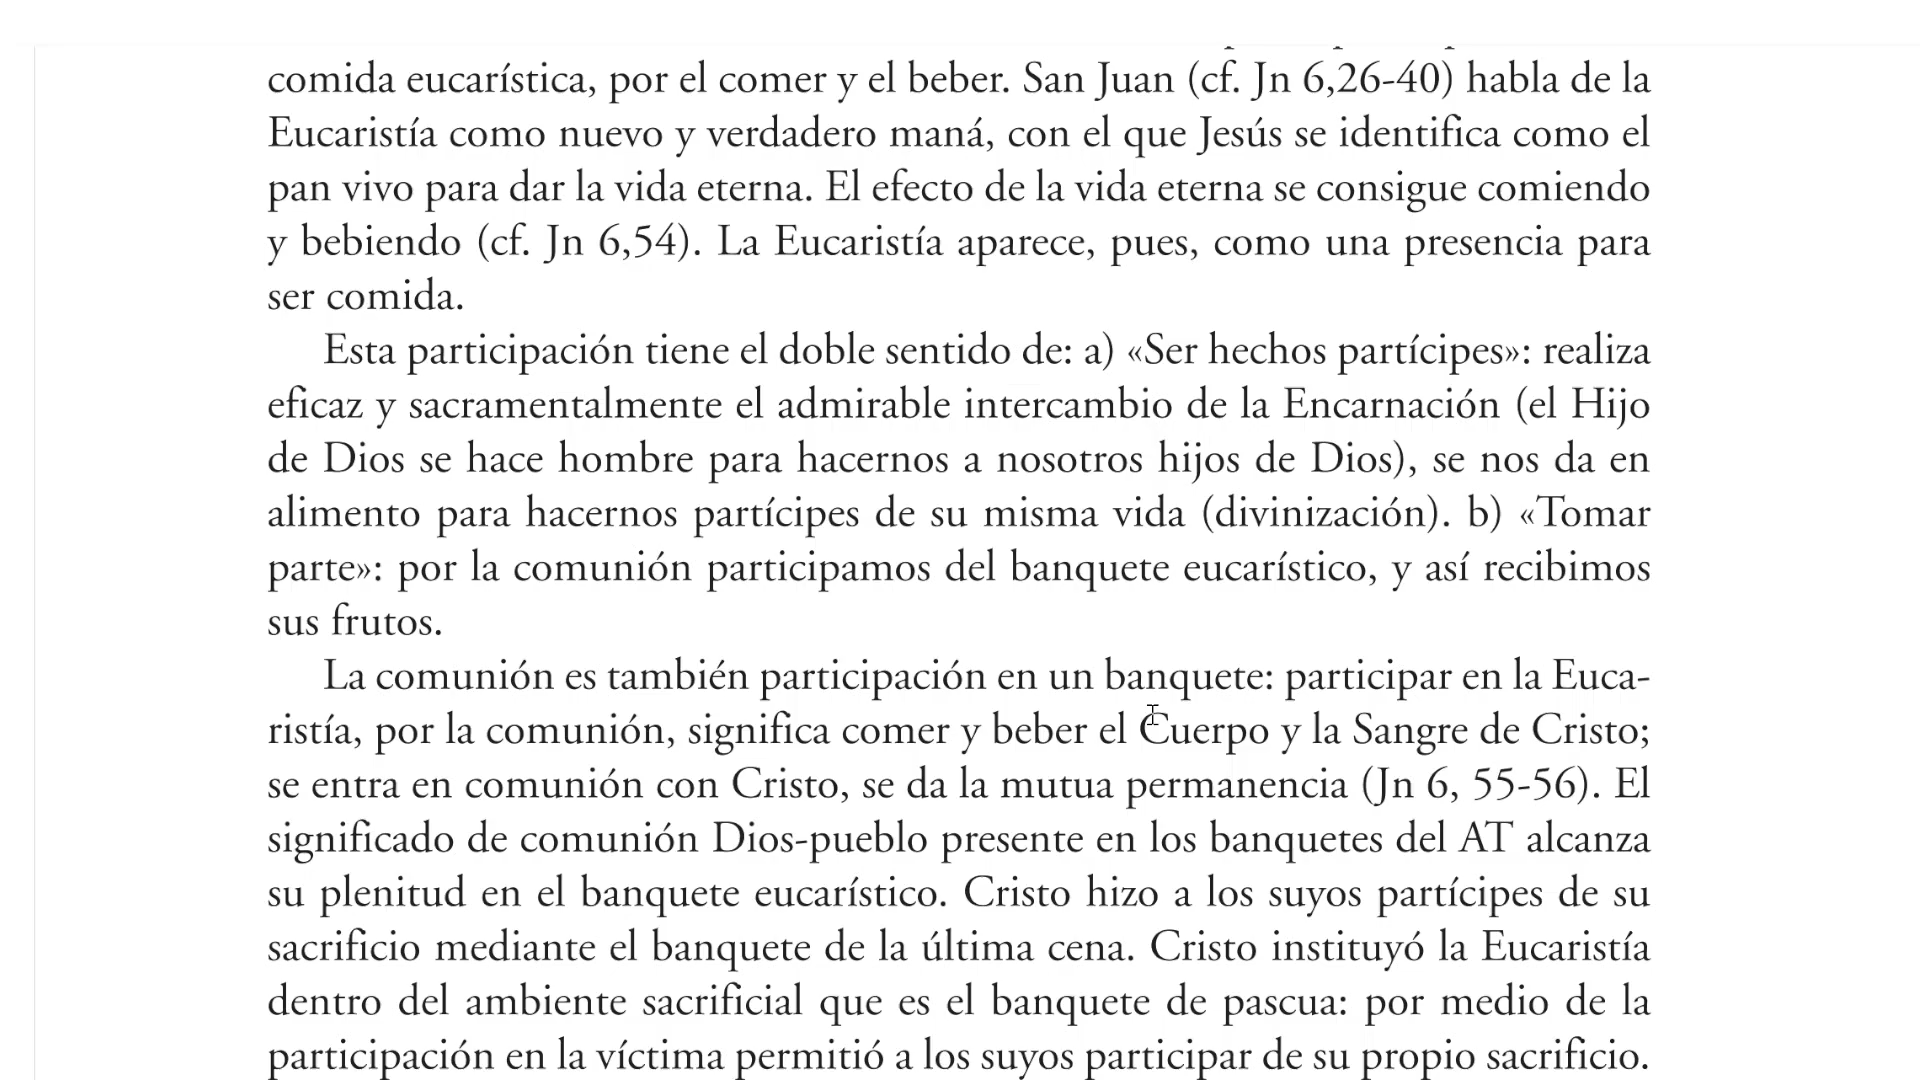 comida eucarística, por el comer y el beber. San Juan (cf. Jn 6,26-40) habla de la
Eucaristía como nuevo y verdadero maná, con el que Jesús se identifica como el
pan vivo para dar la vida eterna. El efecto de la vida eterna se consigue comiendo
y bebiendo (cf. Jn 6,54). La Eucaristía aparece, pues, como una presencia para
ser comida.
Esta participación tiene el doble sentido de: a) «Ser hechos partícipes»: realiza
eficaz y sacramentalmente el admirable intercambio de la Encarnación (el Hijo
de Dios se hace hombre para hacernos a nosotros hijos de Dios), se nos da en
alimento para hacernos partícipes de su misma vida (divinización). b) «Tomar
parte»: por la comunión participamos del banquete eucarístico, y así recibimos
sus frutos.
La comunión es también participación en un banquete: participar en la Euca-
ristía, por la comunión, significa comer y beber el Cuerpo y la Sangre de Cristo;
se entra en comunión con Cristo, se da la mutua permanencia (Jn 6, 55-56). El
significado de comunión Dios-pueblo presente en los banquetes del AT alcanza
su plenitud en el banquete eucarístico. Cristo hizo a los suyos partícipes de su
sacrificio mediante el banquete de la última cena. Cristo instituyó la Eucaristía
dentro del ambiente sacrificial que es el banquete de pascua: por medio de la
participación en la víctima permitió a los suyos participar de su propio sacrificio.